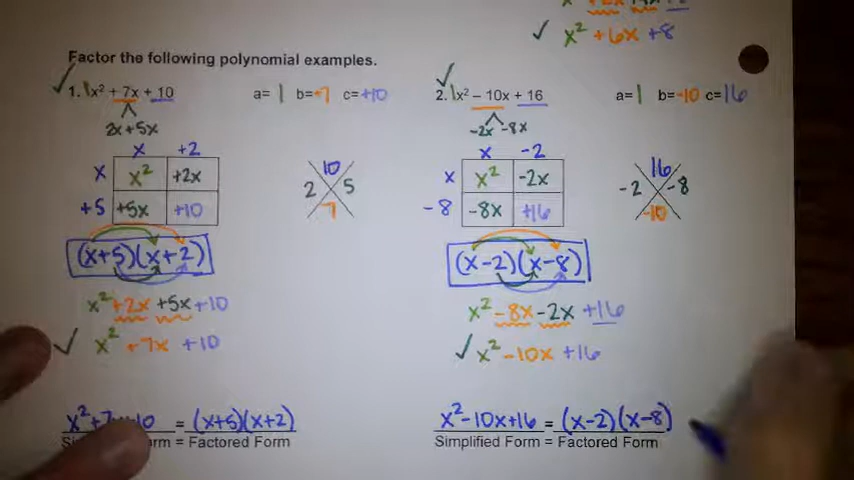 x² +6x +8
Factor the following polynomial examples.
1. 1x² + 7x + 10
a= 1 b=+7 c=+10
2x+5x
x +2
x x² +2x
+5 +5x +10
10
2 5
7
(x+5)(x+2)
x²+2x+5x+10
x² +7x +10
= (x+5)(x+2)
= Factored Form
2. 1x² – 10x + 16
a= 1 b=-10 c=16
-2x -8x
x -2
x x² -2x
-8 -8x +16
16
-2 -8
-10
(x-2)(x-8)
x²-8x-2x+16
x²-10x+16
x²-10x+16 = (x-2)(x-8)
Simplified Form = Factored Form